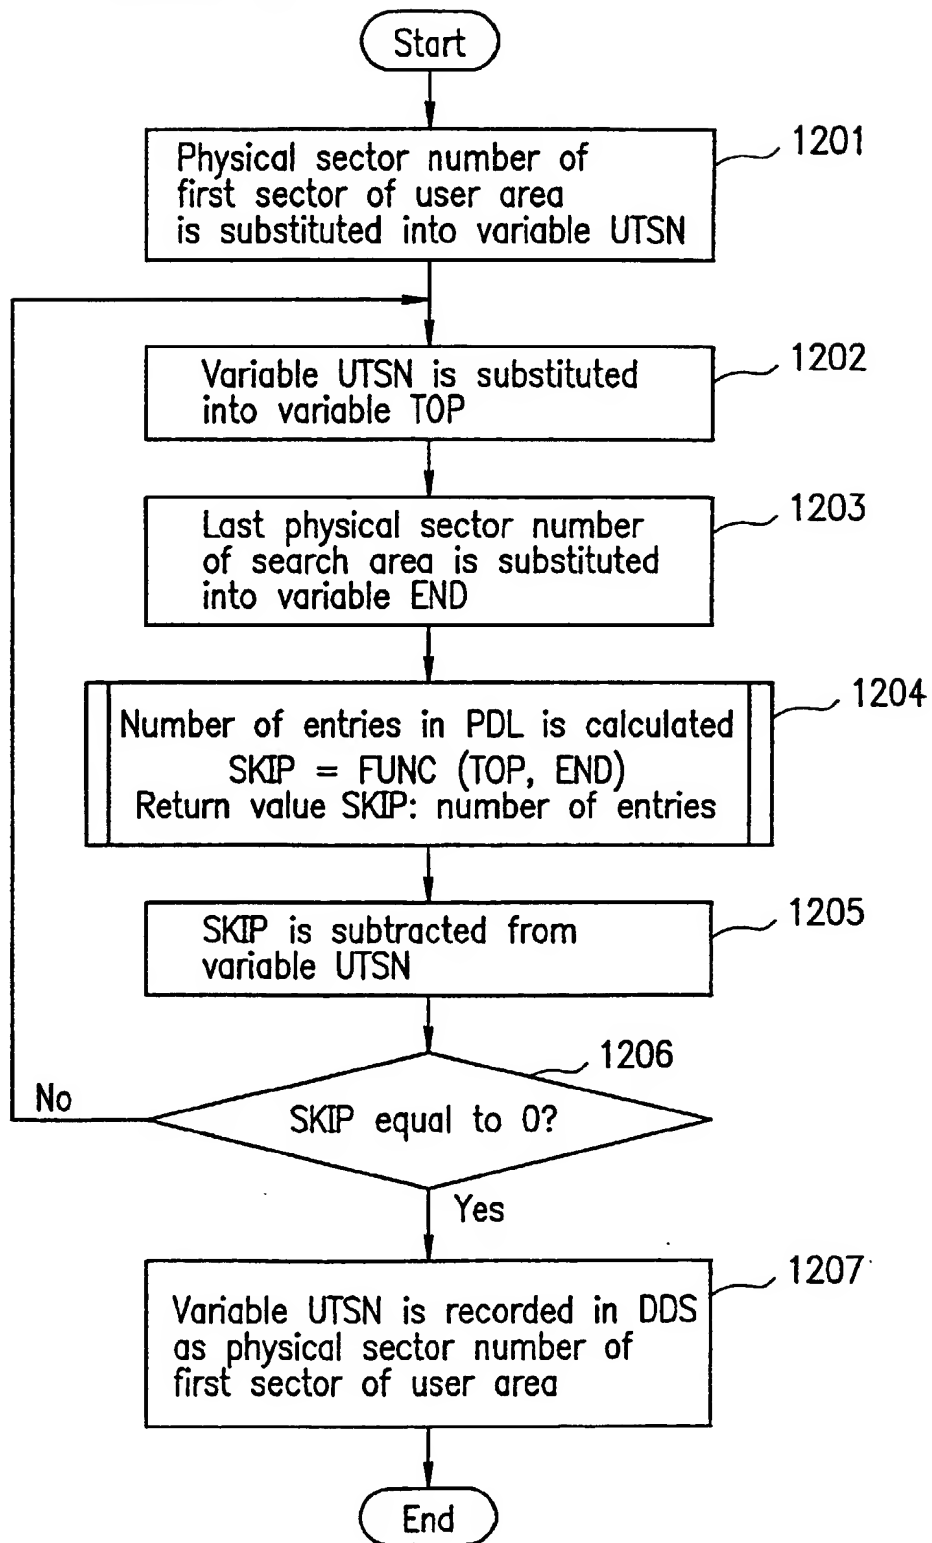 Start
1201
Physical sector number of
first sector of user area
is substituted into variable UTSN
1202
Variable UTSN is substituted
into variable TOP
1203
Last physical sector number
of search area is substituted
into variable END
1204
Number of entries in PDL is calculated
SKIP = FUNC (TOP, END)
Return value SKIP: number of entries
1205
SKIP is subtracted from
variable UTSN
1206
SKIP equal to 0?
No
Yes
1207
Variable UTSN is recorded in DDS
as physical sector number of
first sector of user area
End